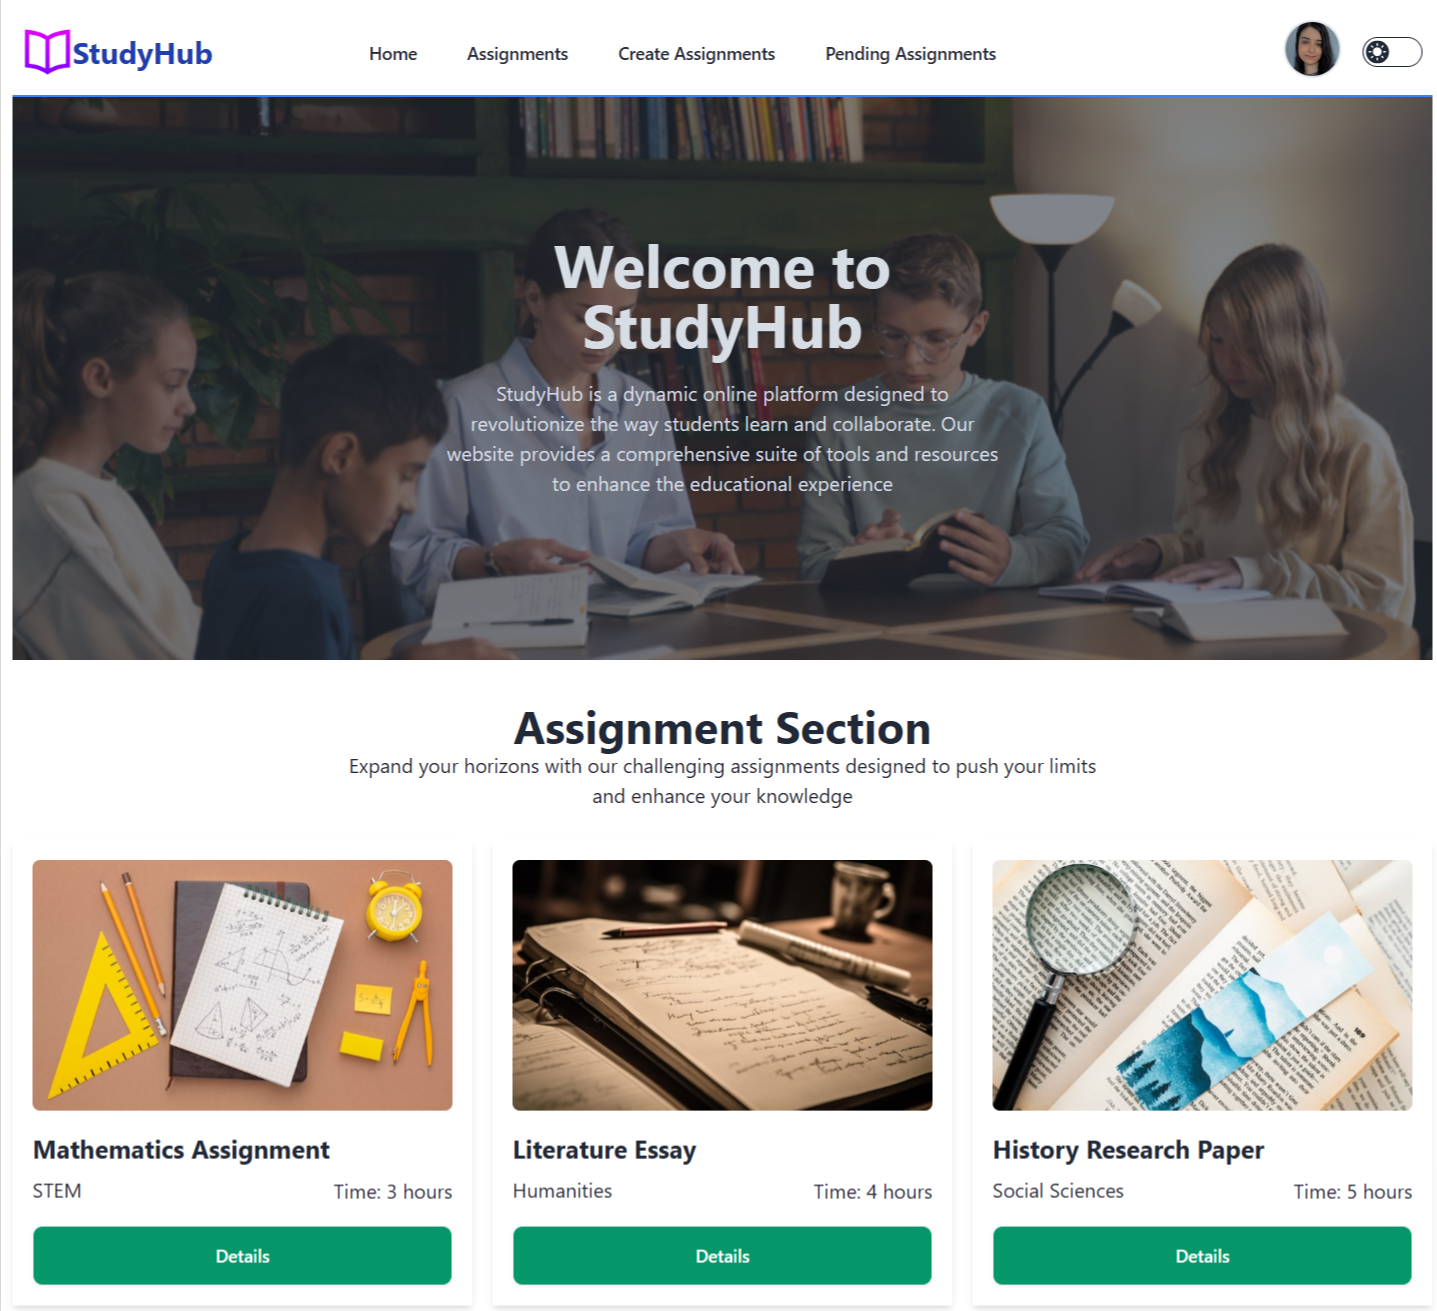 StudyHub
Home Assignments Create Assignments Pending Assignments
Welcome to
StudyHub
StudyHub is a dynamic online platform designed to
revolutionize the way students learn and collaborate. Our
website provides a comprehensive suite of tools and resources
to enhance the educational experience
Assignment Section
Expand your horizons with our challenging assignments designed to push your limits
and enhance your knowledge
Mathematics Assignment
STEM Time: 3 hours
Details
Literature Essay
Humanities Time: 4 hours
Details
169
History Research Paper
Social Sciences Time: 5 hours
Details